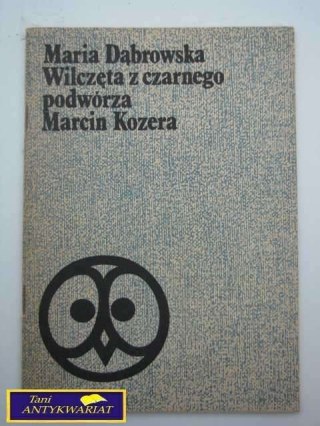 Maria Dąbrowska
Wilczęta z czarnego
podwórza
Marcin Kozera
Tani
ANTYKWARIAT